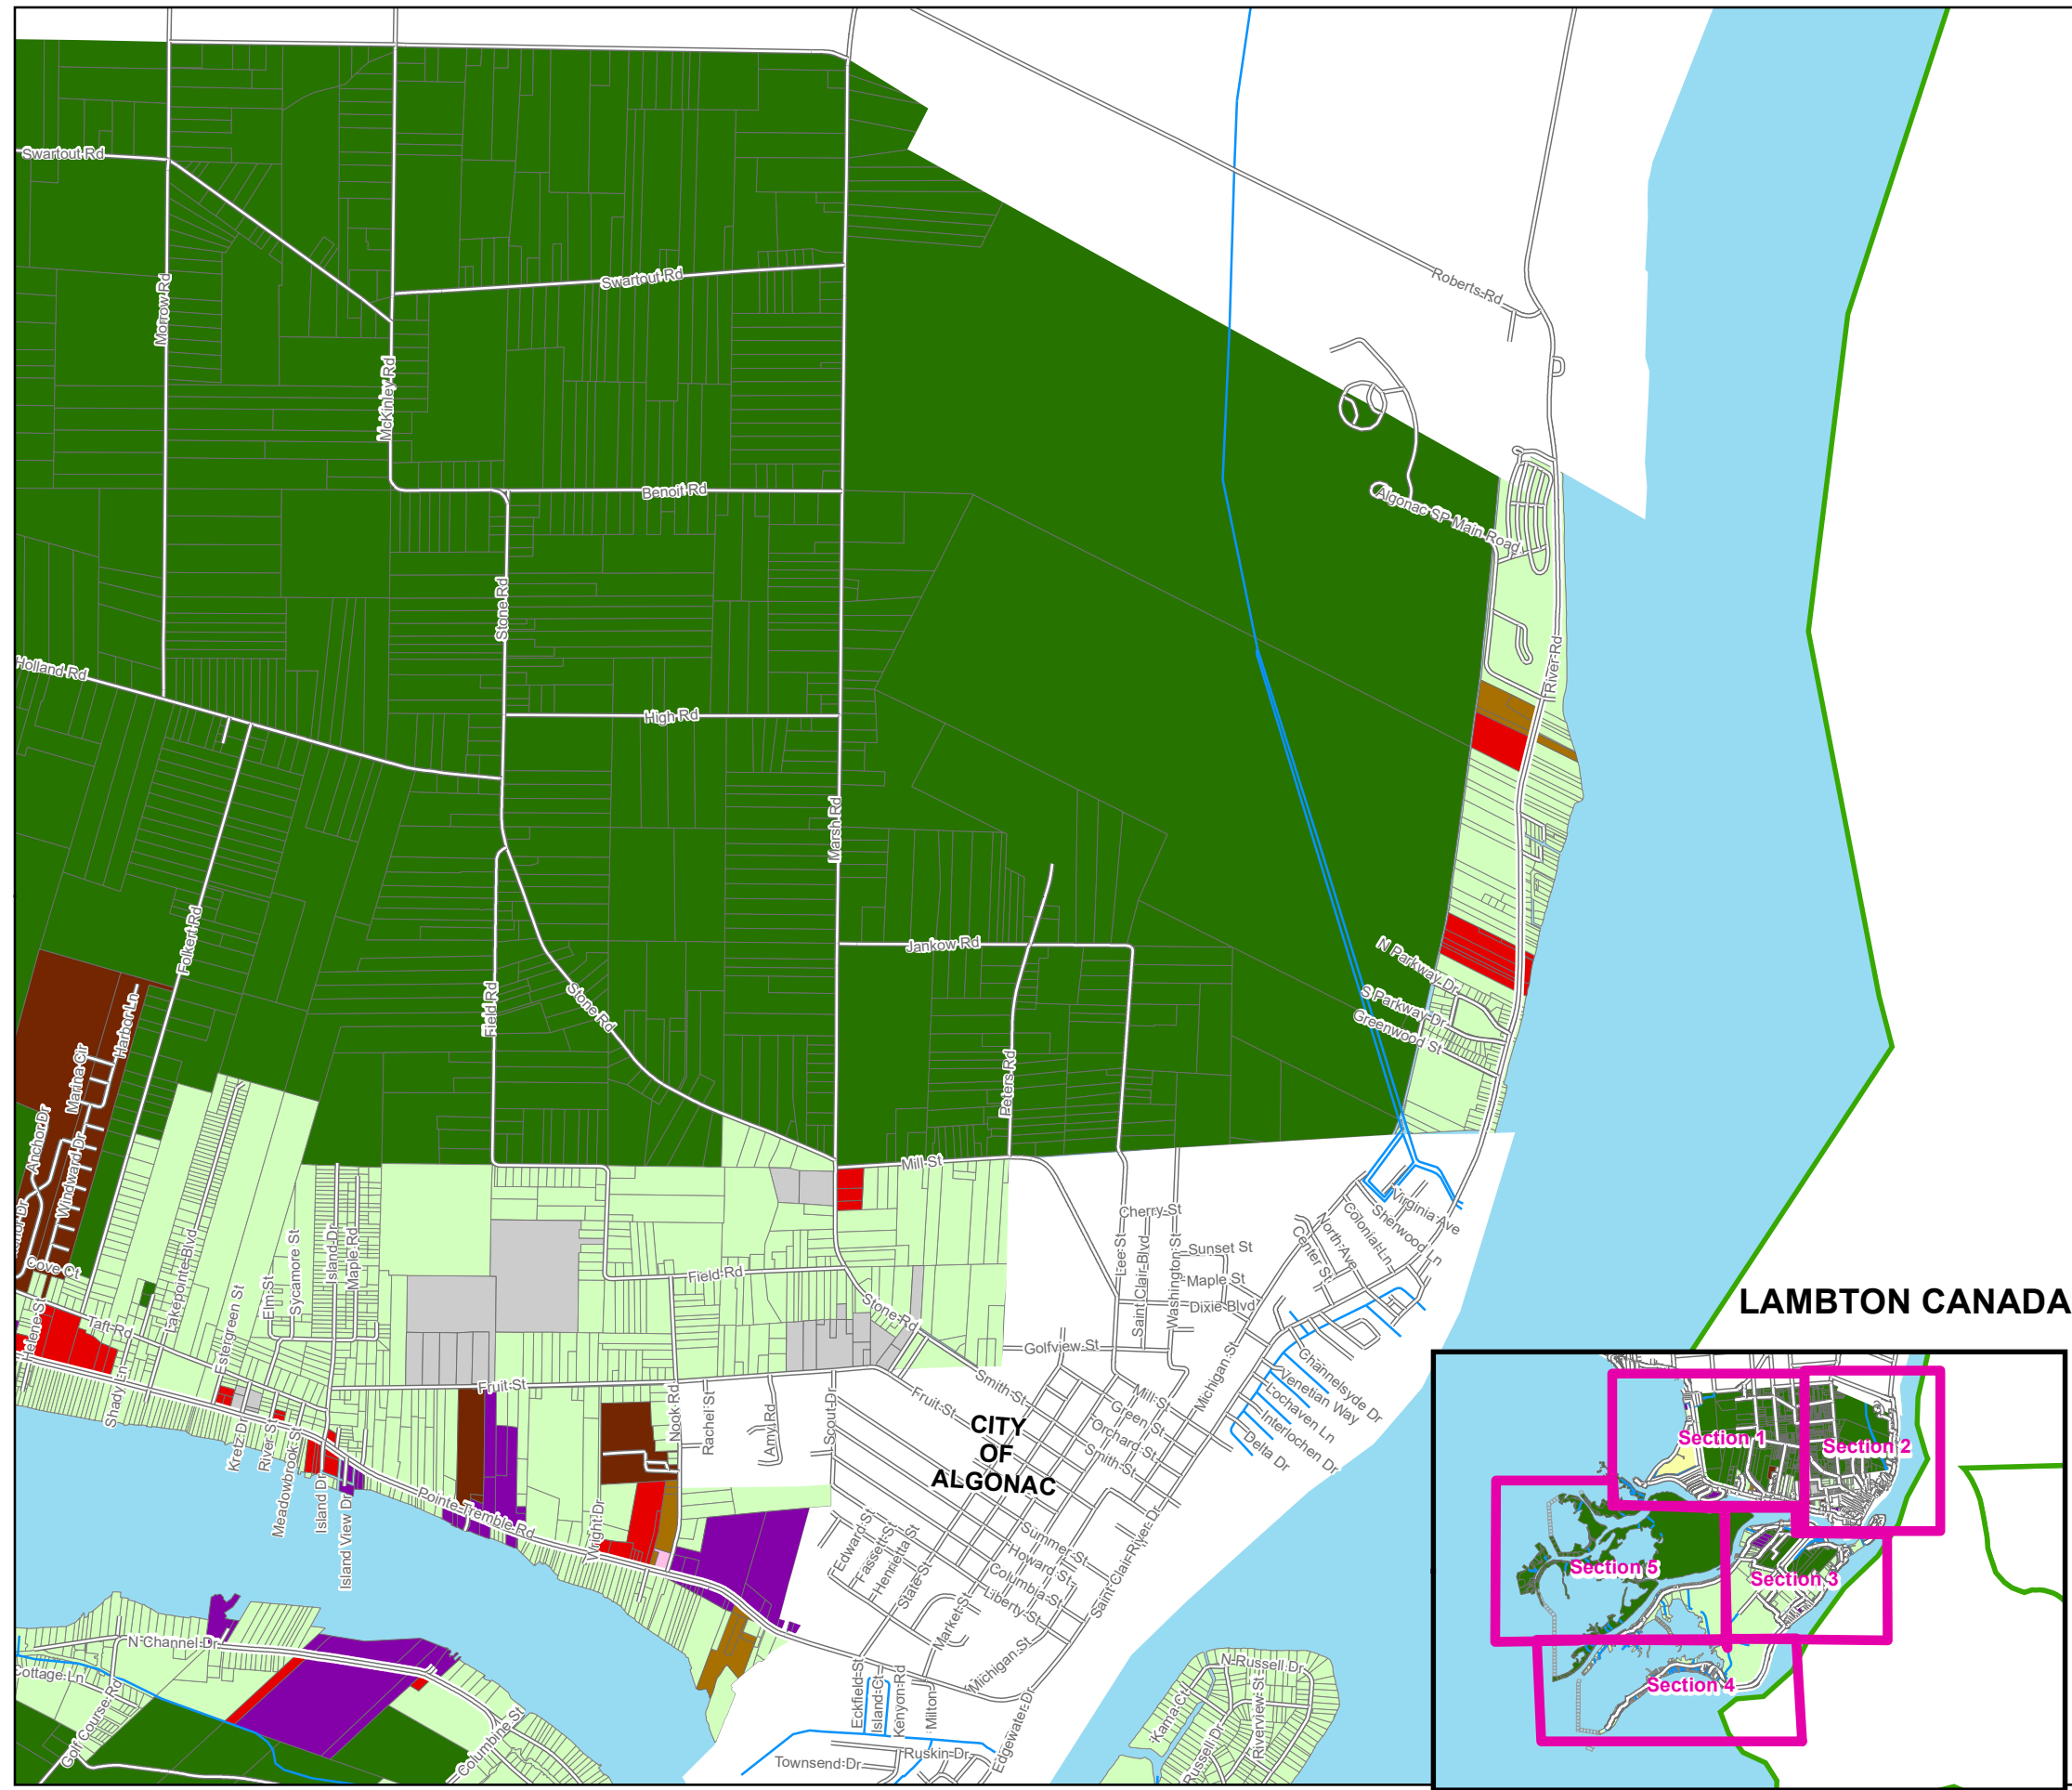 Swartout Rd
Morrow Rd
McKinley Rd
Swartout Rd
Roberts Rd
Benoit Rd
Algonac SP Main Road
Stone Rd
River Rd
Holland Rd
High Rd
Marsh Rd
Folkert Rd
Jankow Rd
N Parkway Dr
S Parkway Dr
Greenwood St
Field Rd
Stone Rd
Peters Rd
Harbor Ln
Marina Cir
Anchor Dr
Windward Dr
Cove Ct
Mill St
Virginia Ave
Sherwood Ln
Colonial Ln
North Ave
Center St
Cherry St
Sunset St
Maple St
Dixie Blvd
Lee St
Saint Clair Blvd
Washington St
Lakepointe Blvd
Elm St
Sycamore St
Island Dr
Maple Rd
Estergreen St
Helene St
Taft Rd
Shady Ln
Field Rd
Stone Rd
LAMBTON CANADA
Golfview St
Michigan St
Channelsyde Dr
Venetian Way
Lochaven Ln
Interlochen Dr
Delta Dr
Fruit St
Fruit St
Smith St
Mill St
Green St
Orchard St
Smith St
CITY
OF
ALGONAC
Kretz Dr
River St
Meadowbrook St
Island Dr
Island View Dr
Pointe Tremble Rd
Wright Dr
Nook Rd
Rachel St
Amy Rd
Scout Dr
Edward St
Fassett St
Henrietta St
State St
Market St
Summer St
Howard St
Columbia St
Liberty St
Saint Clair River Dr
Michigan St
N Channel Dr
Cottage Ln
Golf Course Rd
Columbine St
Eckfield St
Island Ct
Kenyon Rd
Milton
Edgewater Dr
Townsend Dr
Ruskin Dr
N Russell Dr
Kama Ct
Russell Dr
Riverview St
Section 1
Section 2
Section 5
Section 3
Section 4